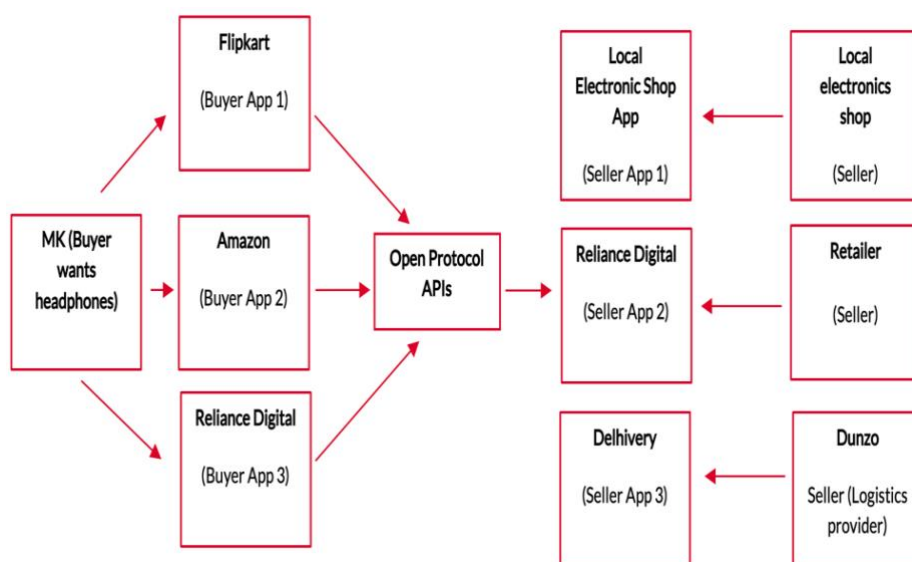 MK (Buyer
wants
headphones)
Flipkart
(Buyer App 1)
Amazon
(Buyer App 2)
Reliance Digital
(Buyer App 3)
Open Protocol
APIs
Local
Electronic Shop
App
(Seller App 1)
Reliance Digital
(Seller App 2)
Delhivery
(Seller App 3)
Local
electronics
shop
(Seller)
Retailer
(Seller)
Dunzo
Seller (Logistics
provider)